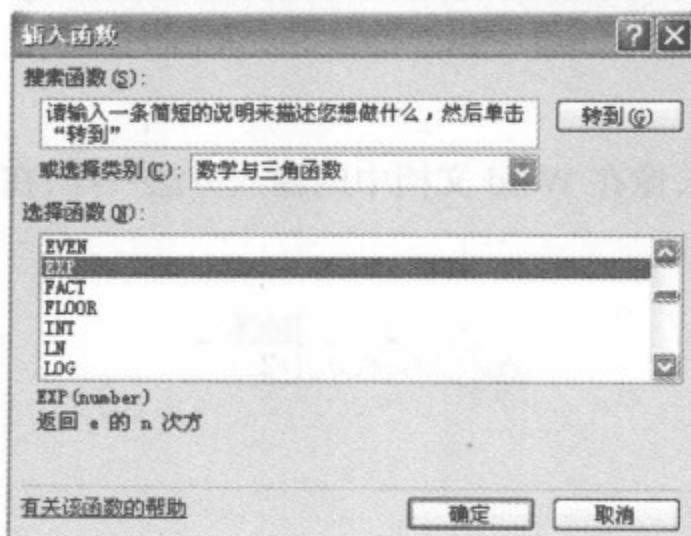 插入函数
搜索函数(S):
请输入一条简短的说明来描述您想做什么，然后单击
“转到”
转到(G)
或选择类别(C): 数学与三角函数
选择函数(N):
EVEN
EXP
FACT
FLOOR
INT
LN
LOG
EXP(number)
返回 e 的 n 次方
有关该函数的帮助
确定
取消